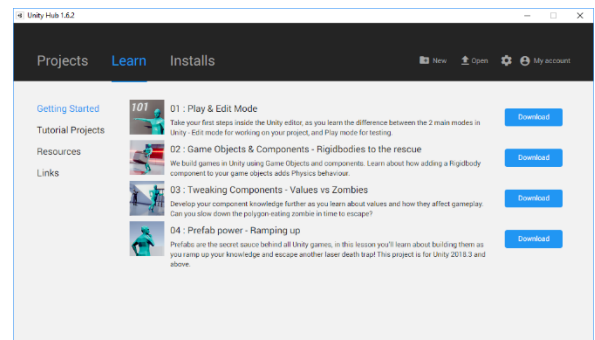 Unity Hub 1.6.2
Projects Learn Installs New Open My account
Getting Started
Tutorial Projects
Resources
Links
101
01 : Play & Edit Mode
Take your first steps inside the Unity editor, as you learn the difference between the 2 main modes in
Unity - Edit mode for working on your project, and Play mode for testing.
Download
02 : Game Objects & Components - Rigidbodies to the rescue
We build games in Unity using Game Objects and components. Learn about how adding a Rigidbody
component to your game objects adds Physics behaviour.
Download
03 : Tweaking Components - Values vs Zombies
Develop your component knowledge further as you learn about values and how they affect gameplay.
Can you slow down the polygon-eating zombie in time to escape?
Download
04 : Prefab power - Ramping up
Prefabs are the secret sauce behind all Unity games, in this lesson you'll learn about building them as
you ramp up your knowledge and escape another laser death trap! This project is for Unity 2018.3 and
above.
Download